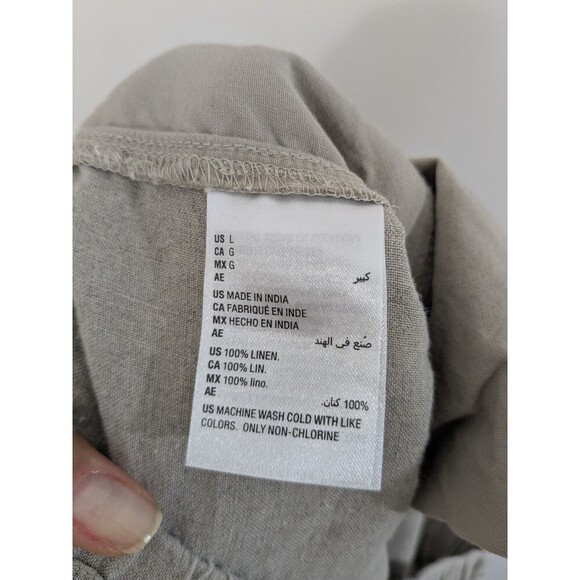 US L
CA G
MX G
AE كبير
US MADE IN INDIA
CA FABRIQUÉ EN INDE
MX HECHO EN INDIA
AE صُنع في الهند
US 100% LINEN.
CA 100% LIN.
MX 100% lino.
AE 100% كتان.
US MACHINE WASH COLD WITH LIKE
COLORS. ONLY NON-CHLORINE